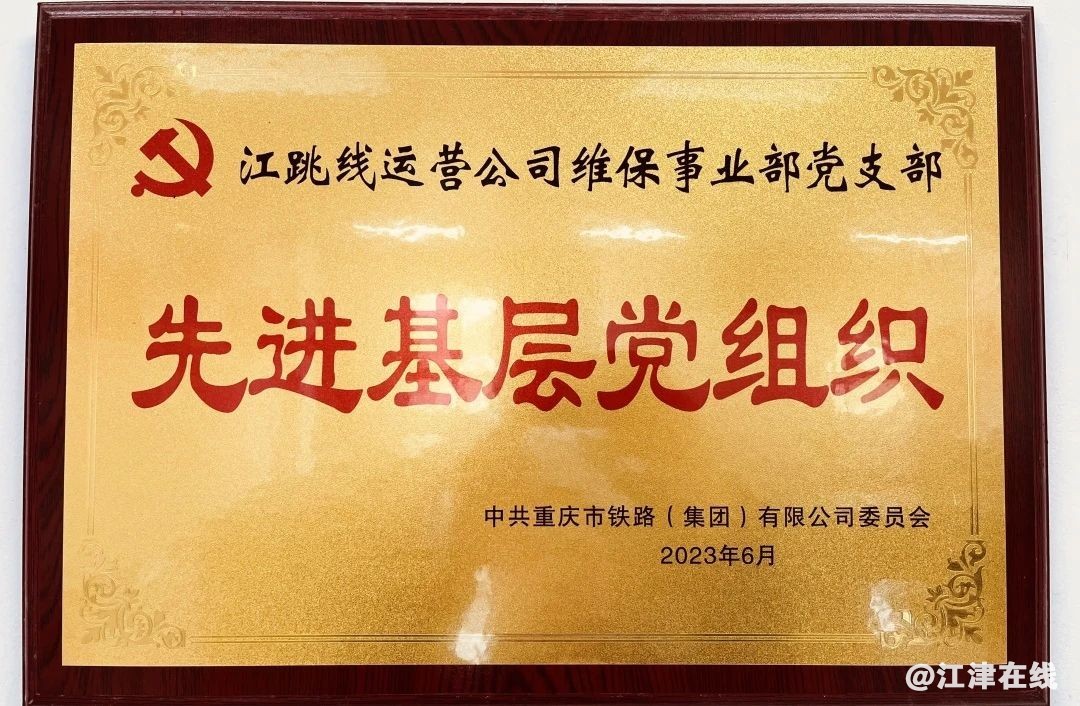 江跳线运营公司维保事业部党支部
先进基层党组织
中共重庆市铁路（集团）有限公司委员会
2023年6月
@江津在线